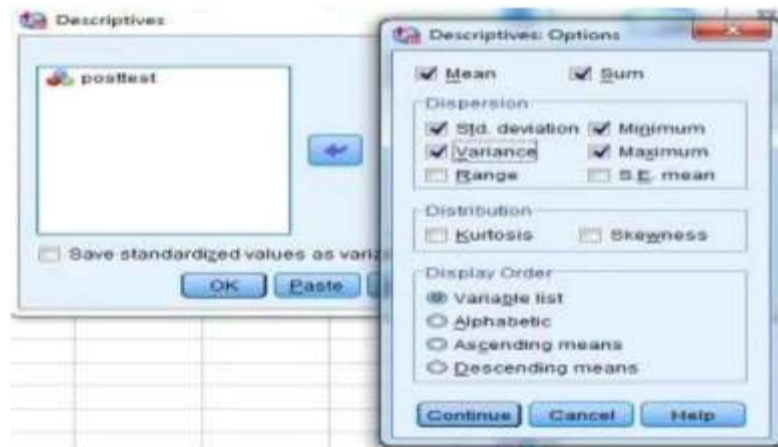 Descriptives
posttest
Save standardized values as varia
OK
Paste
Descriptives: Options
Mean
Sum
Dispersion
Std. deviation
Minimum
Variance
Maximum
Range
S.E. mean
Distribution
Kurtosis
Skewness
Display Order
Variable list
Alphabetic
Ascending means
Descending means
Continue
Cancel
Help